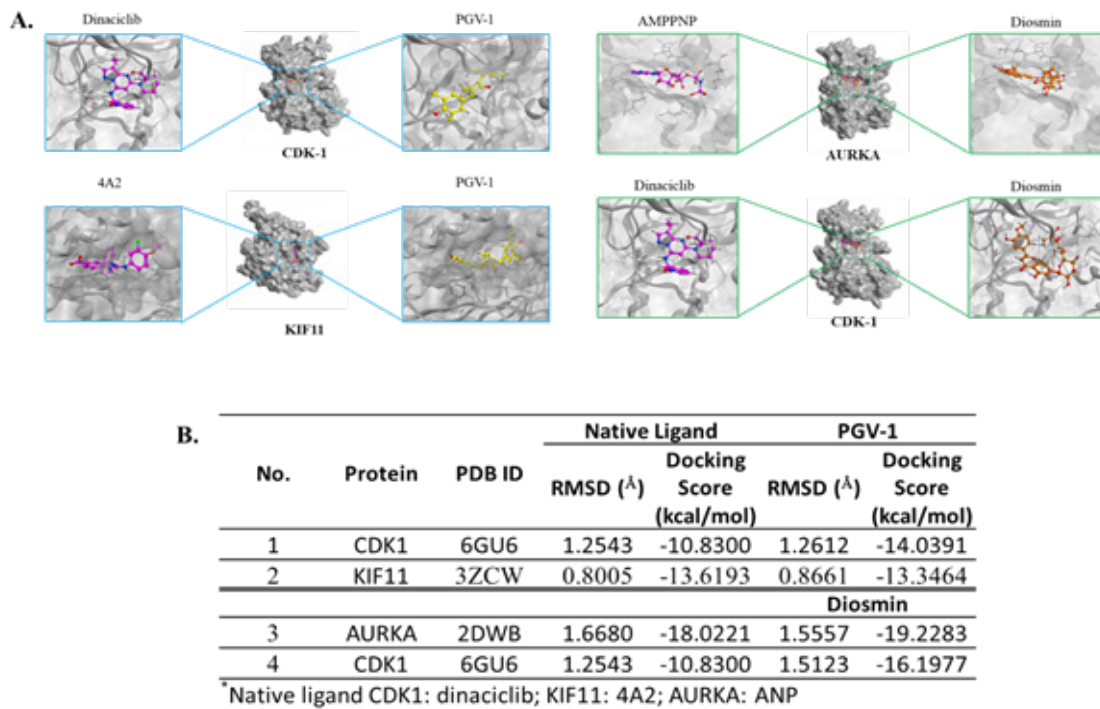 A.
Dinaciclib PGV-1 AMPPNP Diosmin
CDK-1 AURKA
4A2 PGV-1 Dinaciclib Diosmin
KIF11 CDK-1
B.
Native Ligand PGV-1
No. Protein PDB ID RMSD (Å) Docking Score (kcal/mol) RMSD (Å) Docking Score (kcal/mol)
1 CDK1 6GU6 1.2543 -10.8300 1.2612 -14.0391
2 KIF11 3ZCW 0.8005 -13.6193 0.8661 -13.3464
Diosmin
3 AURKA 2DWB 1.6680 -18.0221 1.5557 -19.2283
4 CDK1 6GU6 1.2543 -10.8300 1.5123 -16.1977
*Native ligand CDK1: dinaciclib; KIF11: 4A2; AURKA: ANP